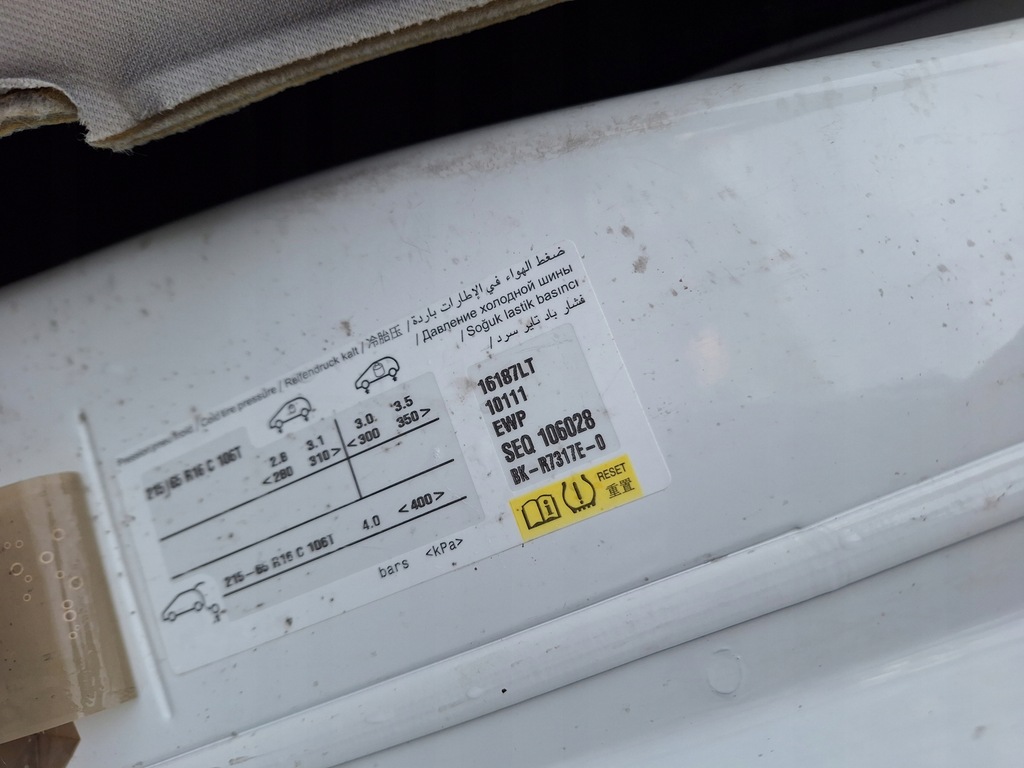 Pression pneu froid / Cold tire pressure / Reifendruck kalt / 冷胎压 / ضغط الهواء في الإطارات باردة
/ Давление холодной шины
/ Soğuk lastik basıncı
/ فشار باد تایر سرد
215/65 R16 C 106T
2.8 3.1 3.0 3.5
<280 310> <300 350>
4.0 <400>
215-65 R16 C 106T
bars <kPa>
16187LT
10111
EWP
SEQ 106028
BK-R7317E-0
RESET
重置